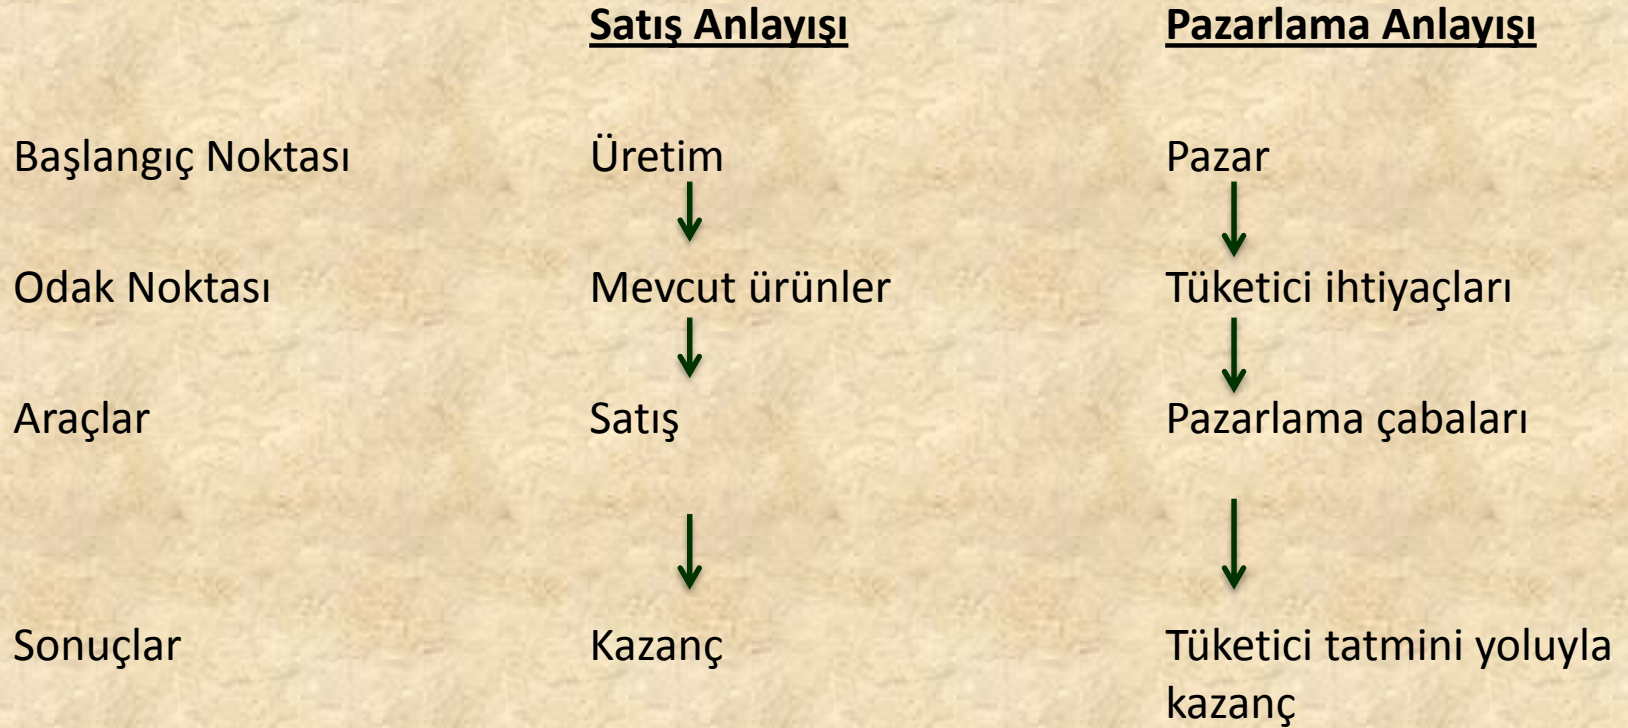 Satış Anlayışı Pazarlama Anlayışı
Başlangıç Noktası Üretim Pazar
Odak Noktası Mevcut ürünler Tüketici ihtiyaçları
Araçlar Satış Pazarlama çabaları
Sonuçlar Kazanç Tüketici tatmini yoluyla
kazanç